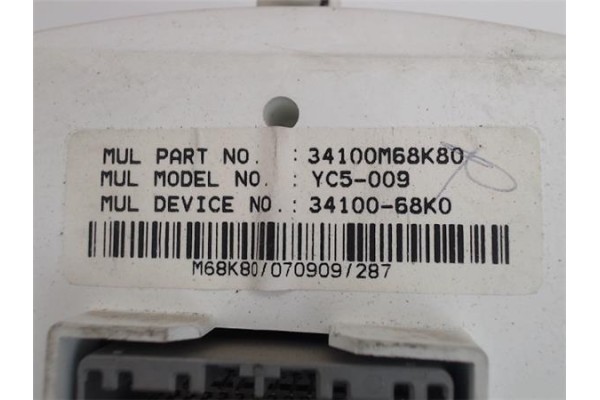 MUL PART NO. : 34100M68K80
MUL MODEL NO. : YC5-009
MUL DEVICE NO. : 34100-68K0
M68K80/070909/287